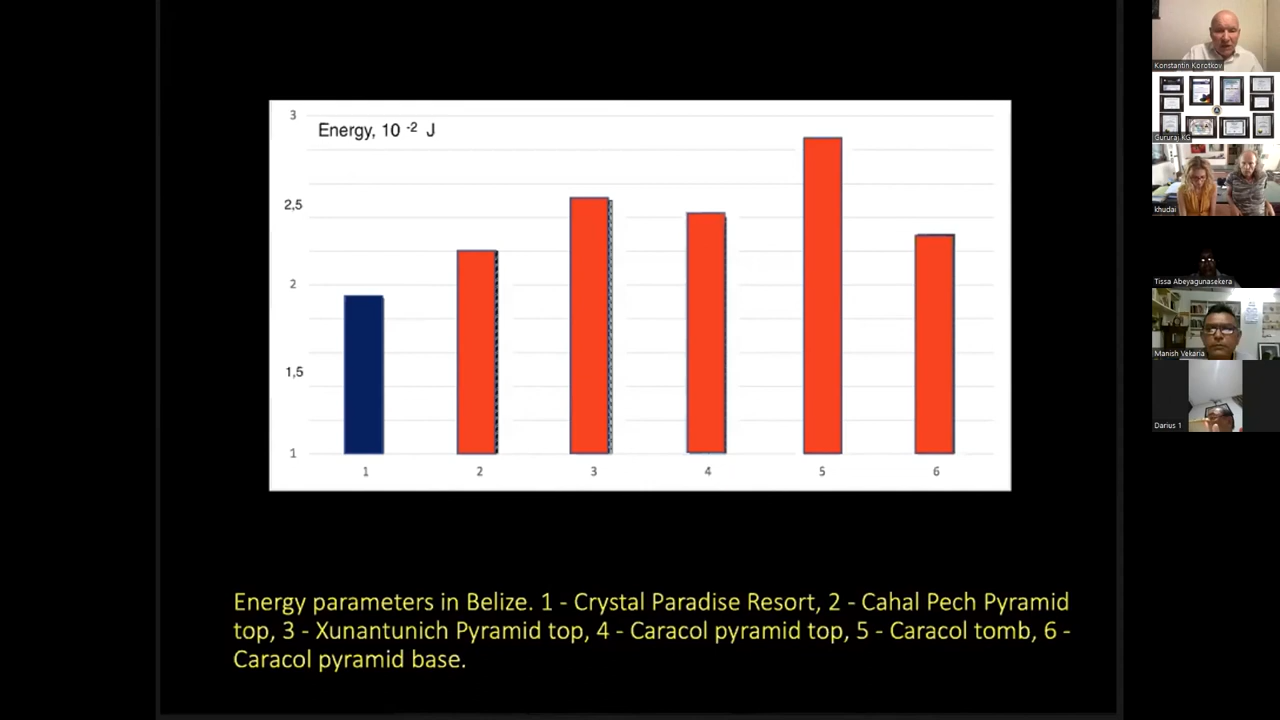 3
Energy, 10 -2 J
2,5
2
1,5
1
1 2 3 4 5 6
Energy parameters in Belize. 1 - Crystal Paradise Resort, 2 - Cahal Pech Pyramid
top, 3 - Xunantunich Pyramid top, 4 - Caracol pyramid top, 5 - Caracol tomb, 6 -
Caracol pyramid base.
Konstantin Korotkov
Gururaj KG
khudai
Tissa Abeyagunasekera
Manish Vekaria
Darius 1